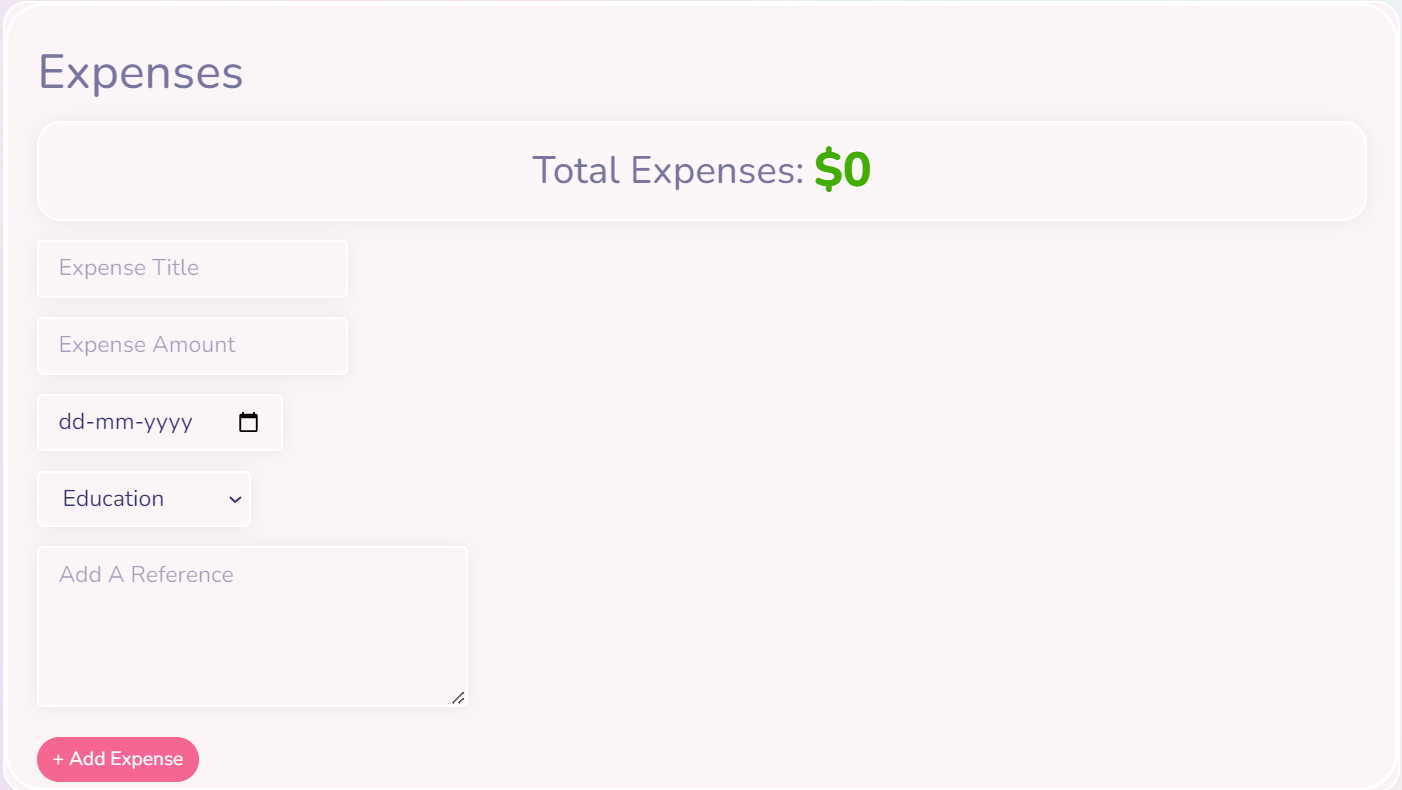 Expenses
Total Expenses: $0
Expense Title
Expense Amount
dd-mm-yyyy
Education
Add A Reference
+ Add Expense